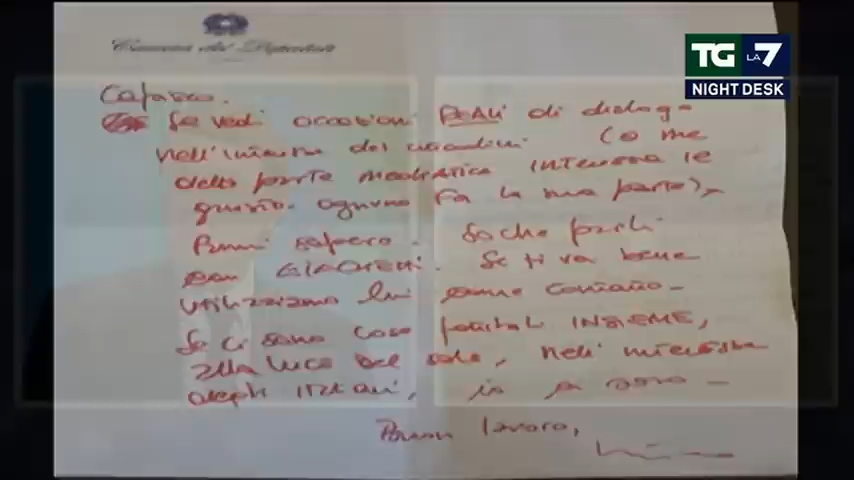 Camera dei Deputati
TG LA 7
NIGHT DESK
Se vedi occasioni REALI di dialogo
nell'interesse dei cittadini (a me
della parte mediatica interessa le
giusto. ognuno fa la sua parte),
Fammi sapere. So che parli
con GIACHETTI. Se ti va bene
utilizziamo lui come contatto -
Se ci sono cose fattibili INSIEME,
alla luce del sole, nell'interesse
degli italiani, io ci sono -
Buon lavoro,